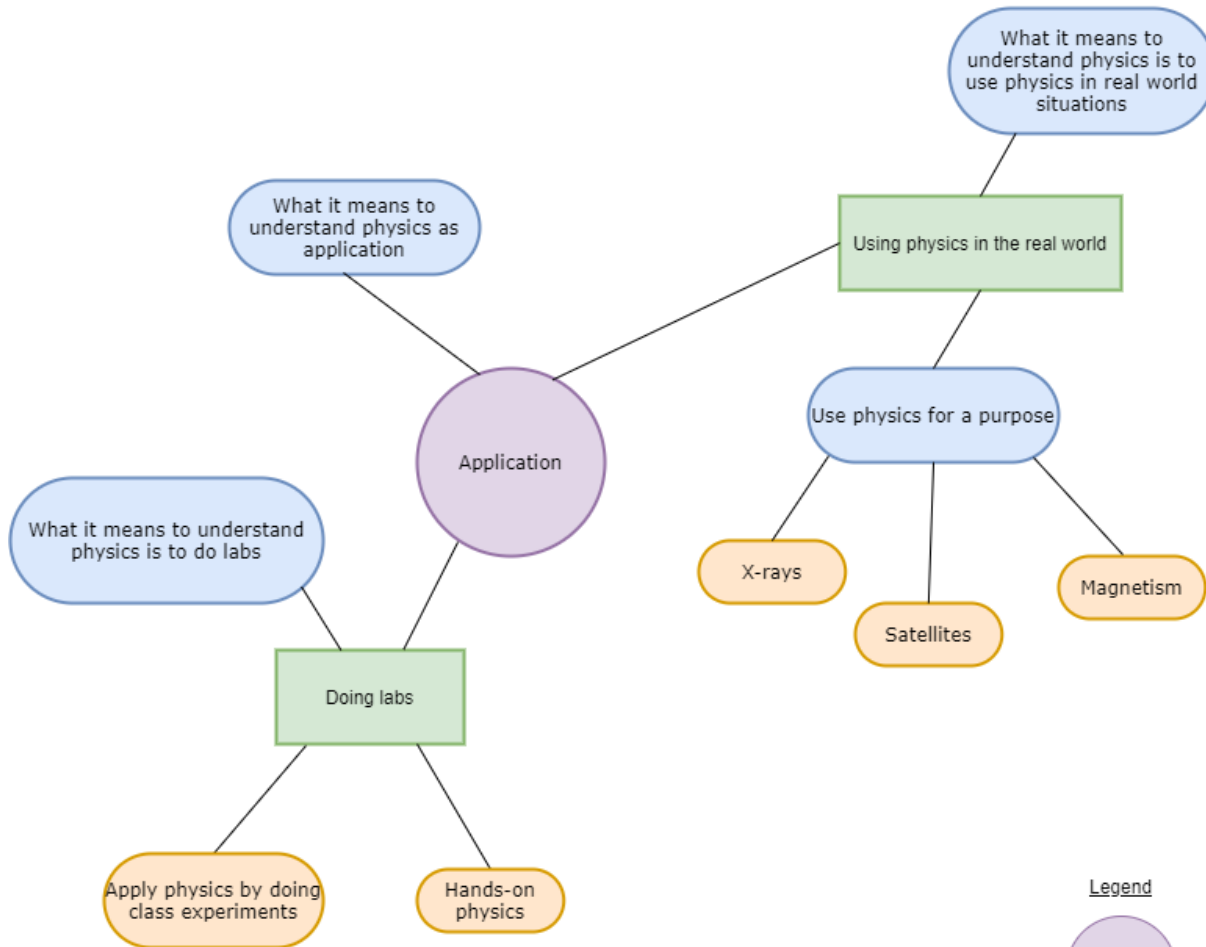 What it means to
understand physics is to
use physics in real world
situations
What it means to
understand physics as
application
Using physics in the real world
Use physics for a purpose
Application
What it means to understand
physics is to do labs
X-rays
Satellites
Magnetism
Doing labs
Apply physics by doing
class experiments
Hands-on
physics
Legend